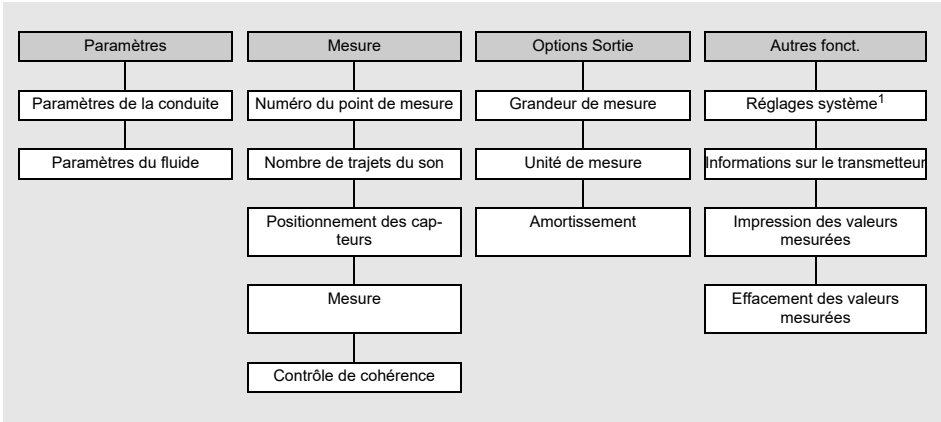 Paramètres
Paramètres de la conduite
Paramètres du fluide
Mesure
Numéro du point de mesure
Nombre de trajets du son
Positionnement des cap-
teurs
Mesure
Contrôle de cohérence
Options Sortie
Grandeur de mesure
Unité de mesure
Amortissement
Autres fonct.
Réglages système1
Informations sur le transmetteur
Impression des valeurs
mesurées
Effacement des valeurs
mesurées